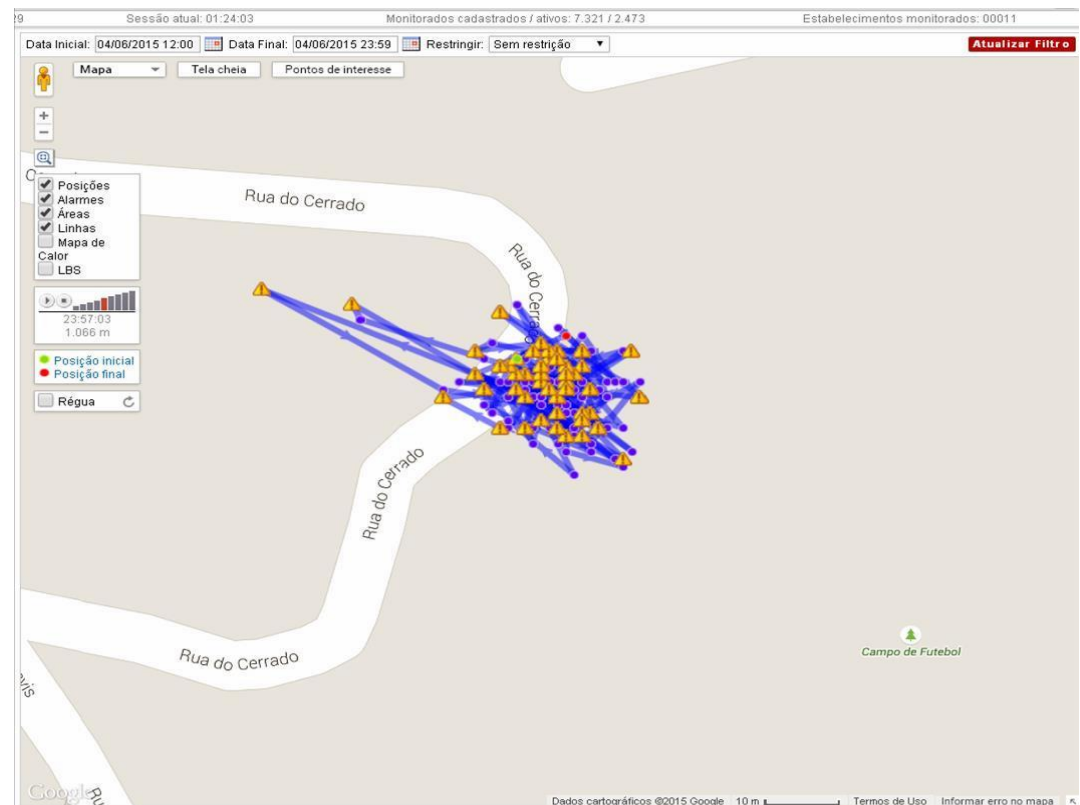 29 Sessão atual: 01:24:03 Monitorados cadastrados / ativos: 7.321 / 2.473 Estabelecimentos monitorados: 00011
Data Inicial: 04/06/2015 12:00 Data Final: 04/06/2015 23:59 Restringir: Sem restrição Atualizar Filtro
Mapa Tela cheia Pontos de interesse
Posições
Alarmes
Áreas
Linhas
Mapa de
Calor
LBS
23:57:03
1.066 m
Posição inicial
Posição final
Régua
Rua do Cerrado
Rua do Cerrado
Rua do Cerrado
Rua do Cerrado
Campo de Futebol
Google
Dados cartográficos ©2015 Google 10 m Termos de Uso Informar erro no mapa